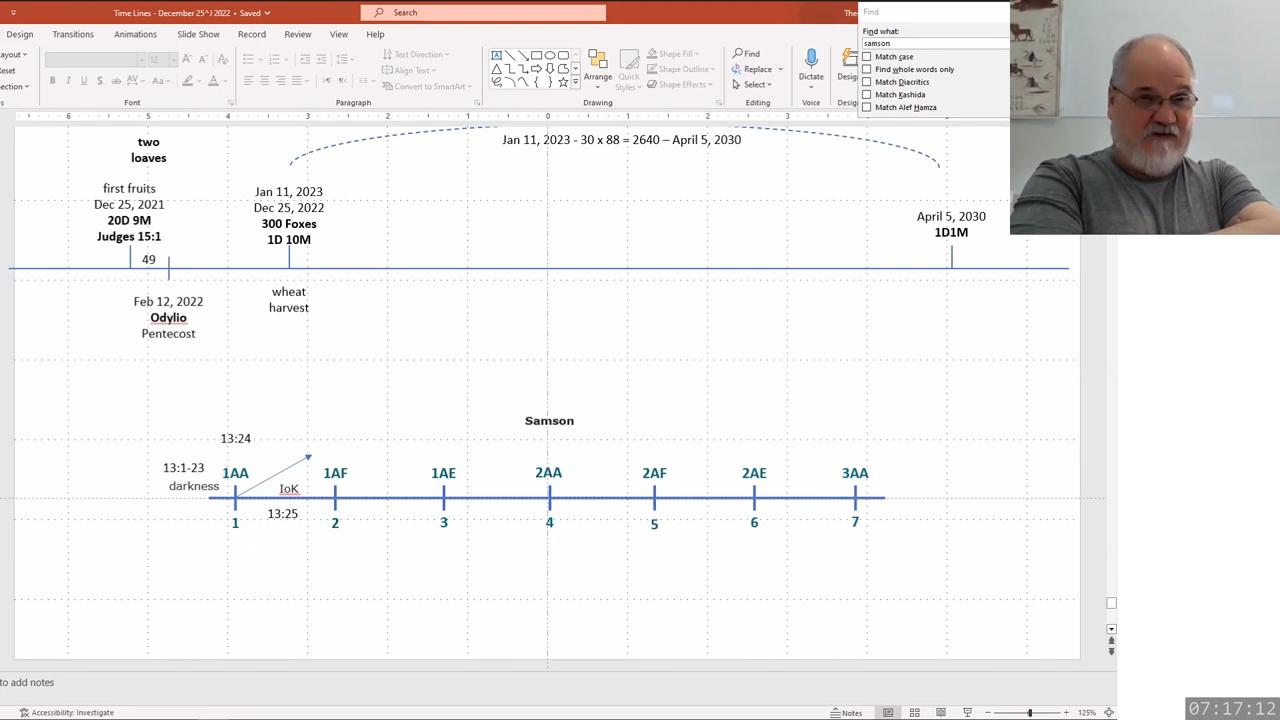 Time Lines - December 25^J 2022 • Saved
Search
The
Design
Transitions
Animations
Slide Show
Record
Review
View
Help
Find
Find what:
samson
Match case
Find whole words only
Match Diacritics
Match Kashida
Match Alef Hamza
Text Direction
Align Text
Convert to SmartArt
Arrange
Quick
Styles
Shape Fill
Shape Outline
Shape Effects
Find
Replace
Select
Dictate
Font
Paragraph
Drawing
Editing
Voice
two
loaves
first fruits
Dec 25, 2021
20D 9M
Judges 15:1
49
Feb 12, 2022
Odylio
Pentecost
Jan 11, 2023
Dec 25, 2022
300 Foxes
1D 10M
wheat
harvest
Jan 11, 2023 - 30 x 88 = 2640 – April 5, 2030
April 5, 2030
1D1M
Samson
13:24
13:1-23
darkness
1AA
1AF
1AE
2AA
2AF
2AE
3AA
IoK
13:25
1
2
3
4
5
6
7
to add notes
Accessibility: Investigate
Notes
125%
07:17:12